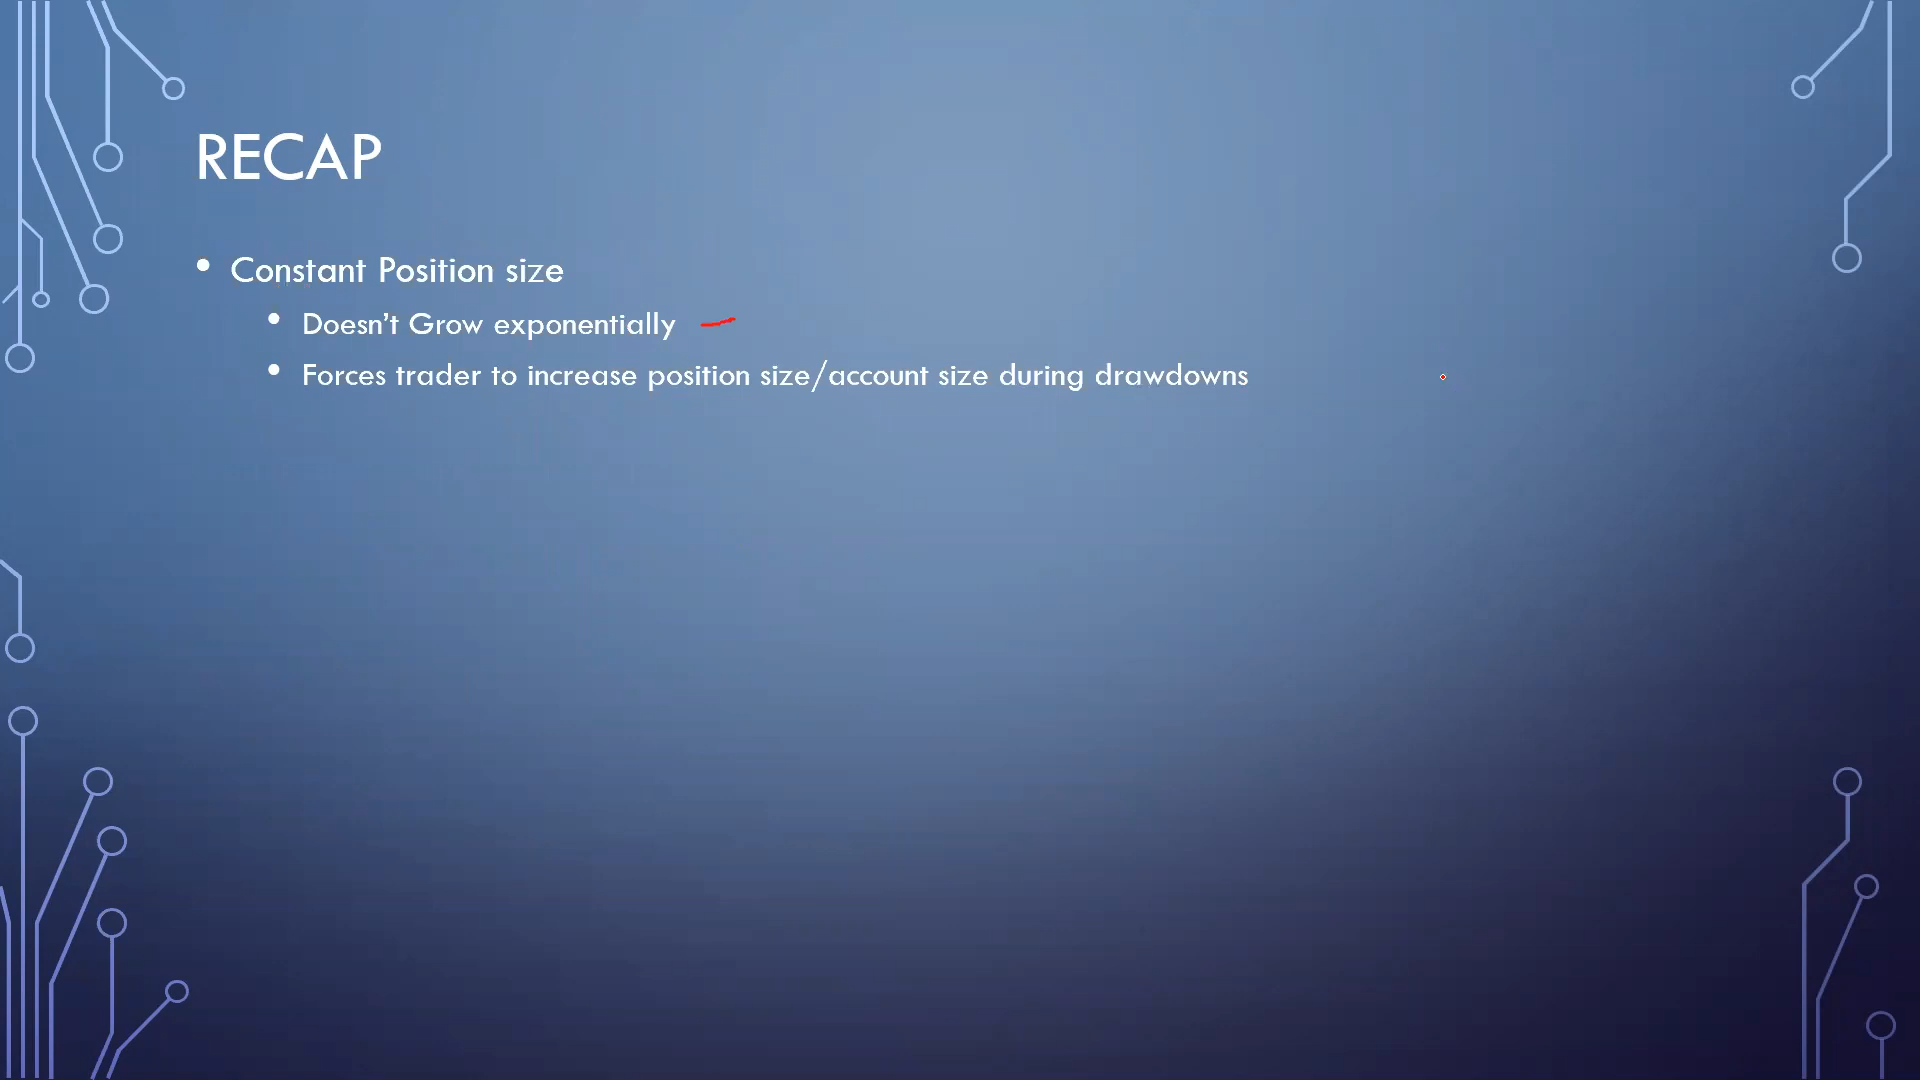 RECAP
• Constant Position size
• Doesn't Grow exponentially
• Forces trader to increase position size/account size during drawdowns